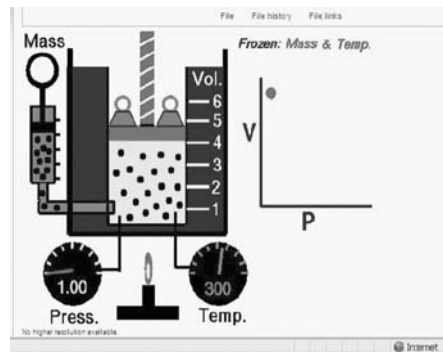 File File history File links
Mass
Frozen: Mass & Temp.
Vol.
6
5
4
3
2
1
V
P
1.00
300
Press.
Temp.
No higher resolution available.
Internet